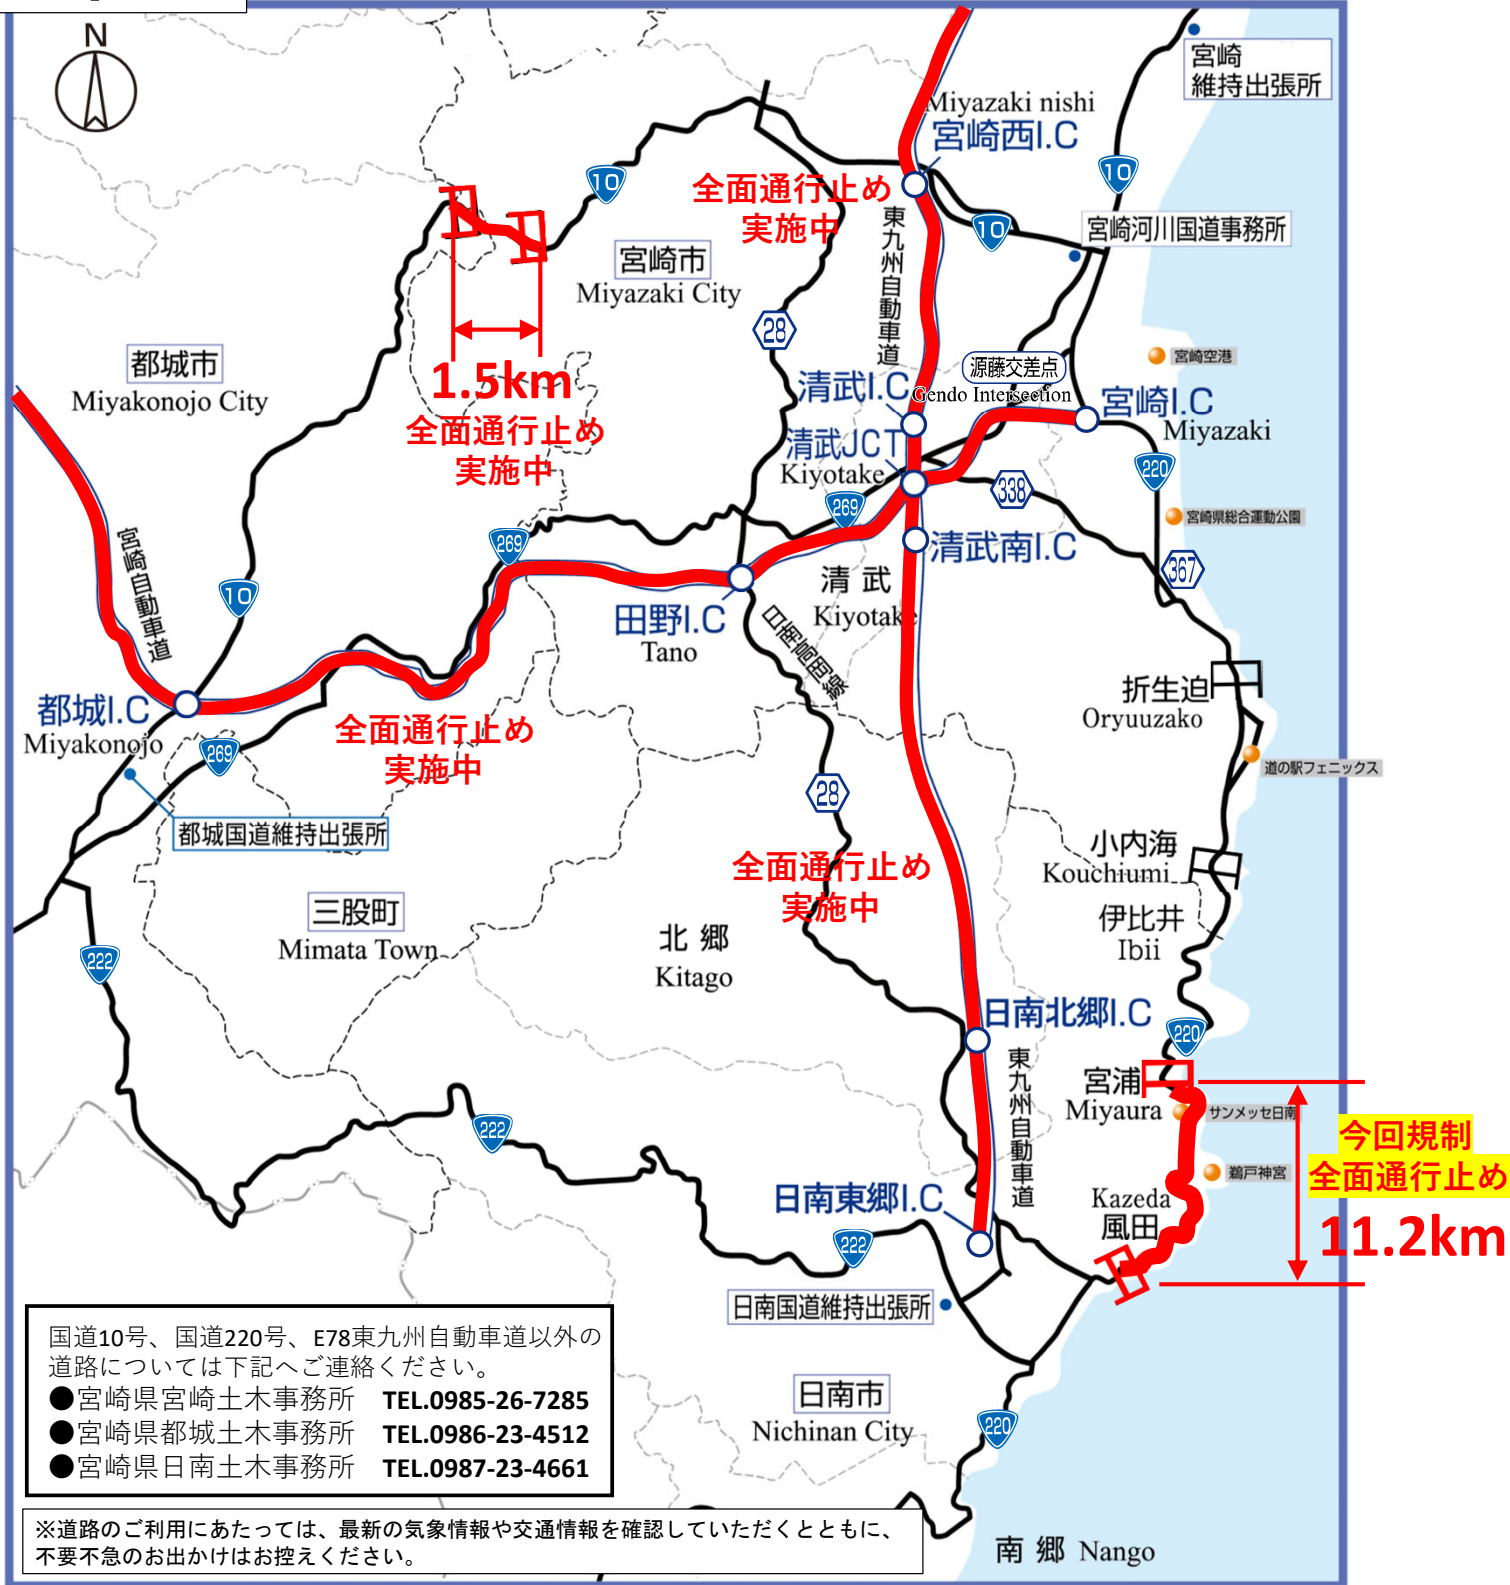 N
宮崎
維持出張所
Miyazaki nishi
宮崎西I.C
10
10
10
全面通行止め
実施中
東九州自動車道
宮崎河川国道事務所
宮崎市
Miyazaki City
28
1.5km
全面通行止め
実施中
都城市
Miyakonojo City
源藤交差点
Gendo Intersection
宮崎空港
清武I.C
宮崎I.C
Miyazaki
清武JCT
Kiyotake
220
338
269
宮崎県総合運動公園
清武南I.C
269
367
宮崎自動車道
10
清武
Kiyotake
田野I.C
Tano
日南高岡線
折生迫
Oryuuzako
都城I.C
Miyakonojo
269
全面通行止め
実施中
道の駅フェニックス
28
都城国道維持出張所
小内海
Kouchiumi
全面通行止め
実施中
三股町
Mimata Town
伊比井
Ibii
北郷
Kitago
222
日南北郷I.C
220
東九州自動車道
宮浦
Miyaura
サンメッセ日南
今回規制
全面通行止め
11.2km
222
鵜戸神宮
日南東郷I.C
Kazeda
風田
222
日南国道維持出張所
国道10号、国道220号、E78東九州自動車道以外の
道路については下記へご連絡ください。
●宮崎県宮崎土木事務所 TEL.0985-26-7285
●宮崎県都城土木事務所 TEL.0986-23-4512
●宮崎県日南土木事務所 TEL.0987-23-4661
日南市
Nichinan City
220
※道路のご利用にあたっては、最新の気象情報や交通情報を確認していただくとともに、
不要不急のお出かけはお控えください。
南郷 Nango